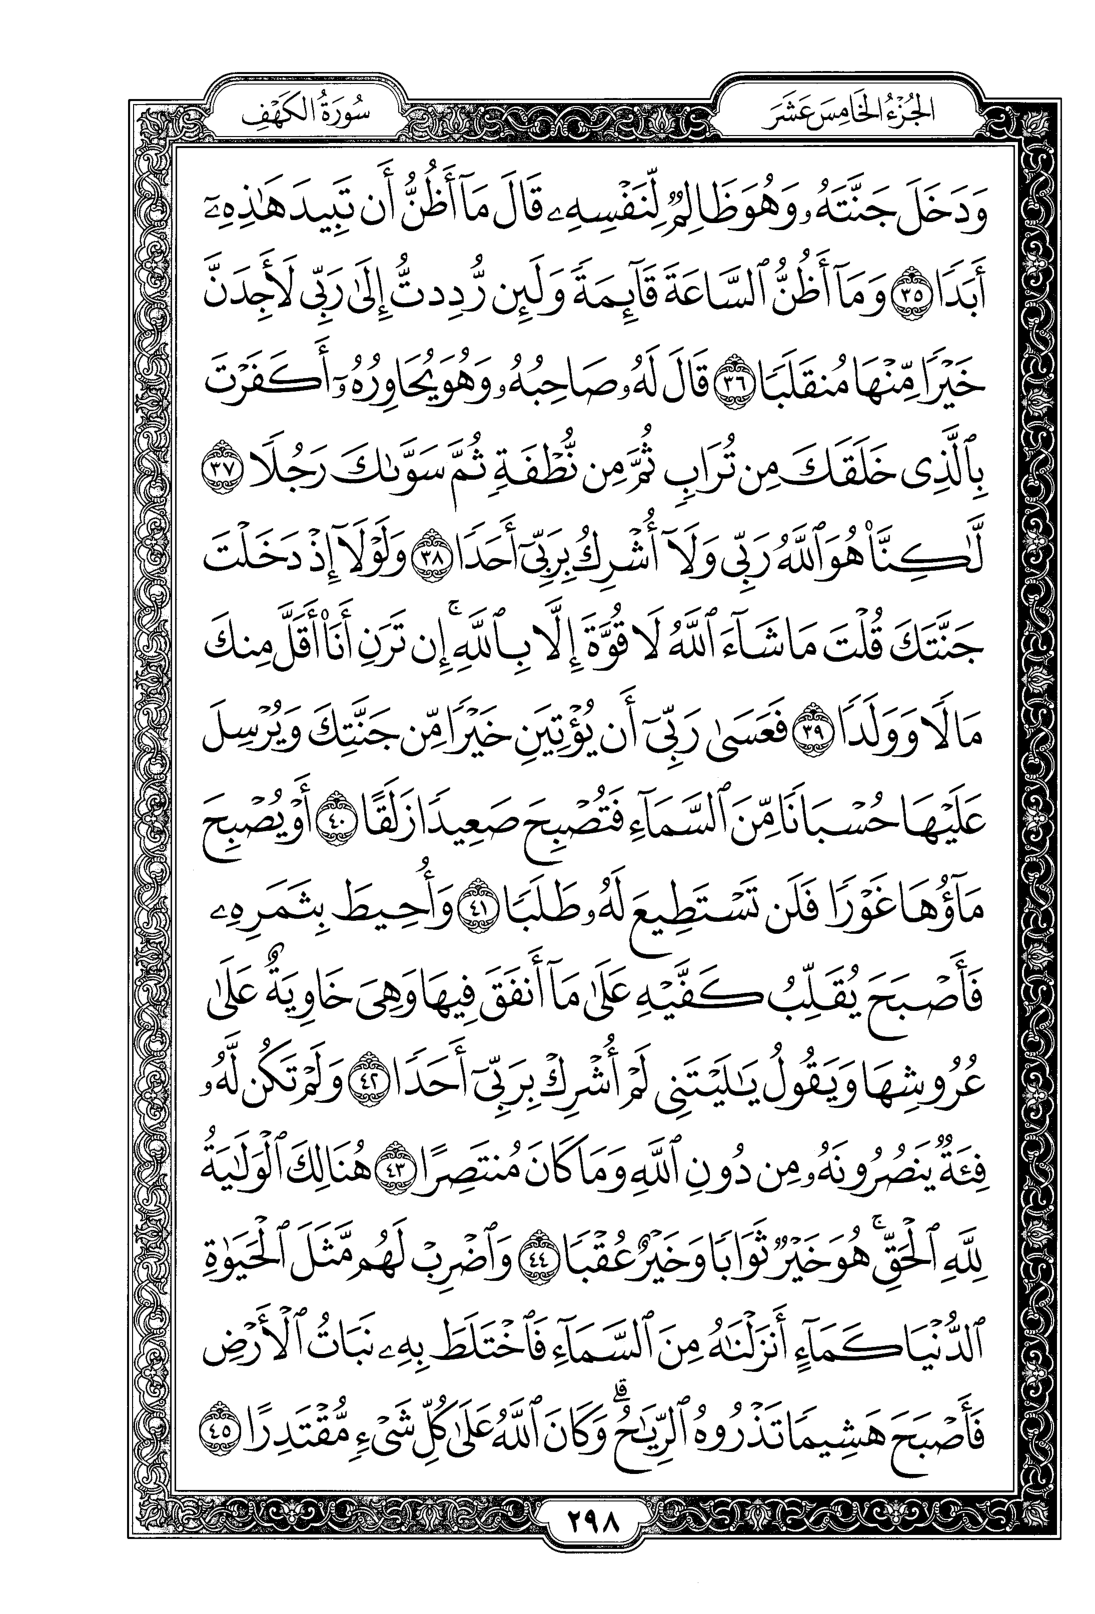 الجُزْءُ الخَامِسَ عَشَرَ
سُورَةُ الكَهْفِ
وَدَخَلَ جَنَّتَهُۥ وَهُوَ ظَالِمٌ لِّنَفْسِهِۦ قَالَ مَآ أَظُنُّ أَن تَبِيدَ هَٰذِهِۦٓ
أَبَدًا ٣٥ وَمَآ أَظُنُّ ٱلسَّاعَةَ قَآئِمَةً وَلَئِن رُّدِدتُّ إِلَىٰ رَبِّى لَأَجِدَنَّ
خَيْرًا مِّنْهَا مُنقَلَبًا ٣٦ قَالَ لَهُۥ صَاحِبُهُۥ وَهُوَ يُحَاوِرُهُۥٓ أَكَفَرْتَ
بِٱلَّذِى خَلَقَكَ مِن تُرَابٍ ثُمَّ مِن نُّطْفَةٍ ثُمَّ سَوَّىٰكَ رَجُلًا ٣٧
لَّٰكِنَّا۠ هُوَ ٱللَّهُ رَبِّى وَلَآ أُشْرِكُ بِرَبِّىٓ أَحَدًا ٣٨ وَلَوْلَآ إِذْ دَخَلْتَ
جَنَّتَكَ قُلْتَ مَا شَآءَ ٱللَّهُ لَا قُوَّةَ إِلَّا بِٱللَّهِ ۚ إِن تَرَنِ أَنَا۠ أَقَلَّ مِنكَ
مَالًا وَوَلَدًا ٣٩ فَعَسَىٰ رَبِّىٓ أَن يُؤْتِيَنِ خَيْرًا مِّن جَنَّتِكَ وَيُرْسِلَ
عَلَيْهَا حُسْبَانًا مِّنَ ٱلسَّمَآءِ فَتُصْبِحَ صَعِيدًا زَلَقًا ٤٠ أَوْ يُصْبِحَ
مَآؤُهَا غَوْرًا فَلَن تَسْتَطِيعَ لَهُۥ طَلَبًا ٤١ وَأُحِيطَ بِثَمَرِهِۦ
فَأَصْبَحَ يُقَلِّبُ كَفَّيْهِ عَلَىٰ مَآ أَنفَقَ فِيهَا وَهِىَ خَاوِيَةٌ عَلَىٰ
عُرُوشِهَا وَيَقُولُ يَٰلَيْتَنِى لَمْ أُشْرِكْ بِرَبِّىٓ أَحَدًا ٤٢ وَلَمْ تَكُن لَّهُۥ
فِئَةٌ يَنصُرُونَهُۥ مِن دُونِ ٱللَّهِ وَمَا كَانَ مُنتَصِرًا ٤٣ هُنَالِكَ ٱلْوَلَٰيَةُ
لِلَّهِ ٱلْحَقِّ ۚ هُوَ خَيْرٌ ثَوَابًا وَخَيْرٌ عُقْبًا ٤٤ وَٱضْرِبْ لَهُم مَّثَلَ ٱلْحَيَوٰةِ
ٱلدُّنْيَا كَمَآءٍ أَنزَلْنَٰهُ مِنَ ٱلسَّمَآءِ فَٱخْتَلَطَ بِهِۦ نَبَاتُ ٱلْأَرْضِ
فَأَصْبَحَ هَشِيمًا تَذْرُوهُ ٱلرِّيَٰحُ ۗ وَكَانَ ٱللَّهُ عَلَىٰ كُلِّ شَىْءٍ مُّقْتَدِرًا ٤٥
٢٩٨